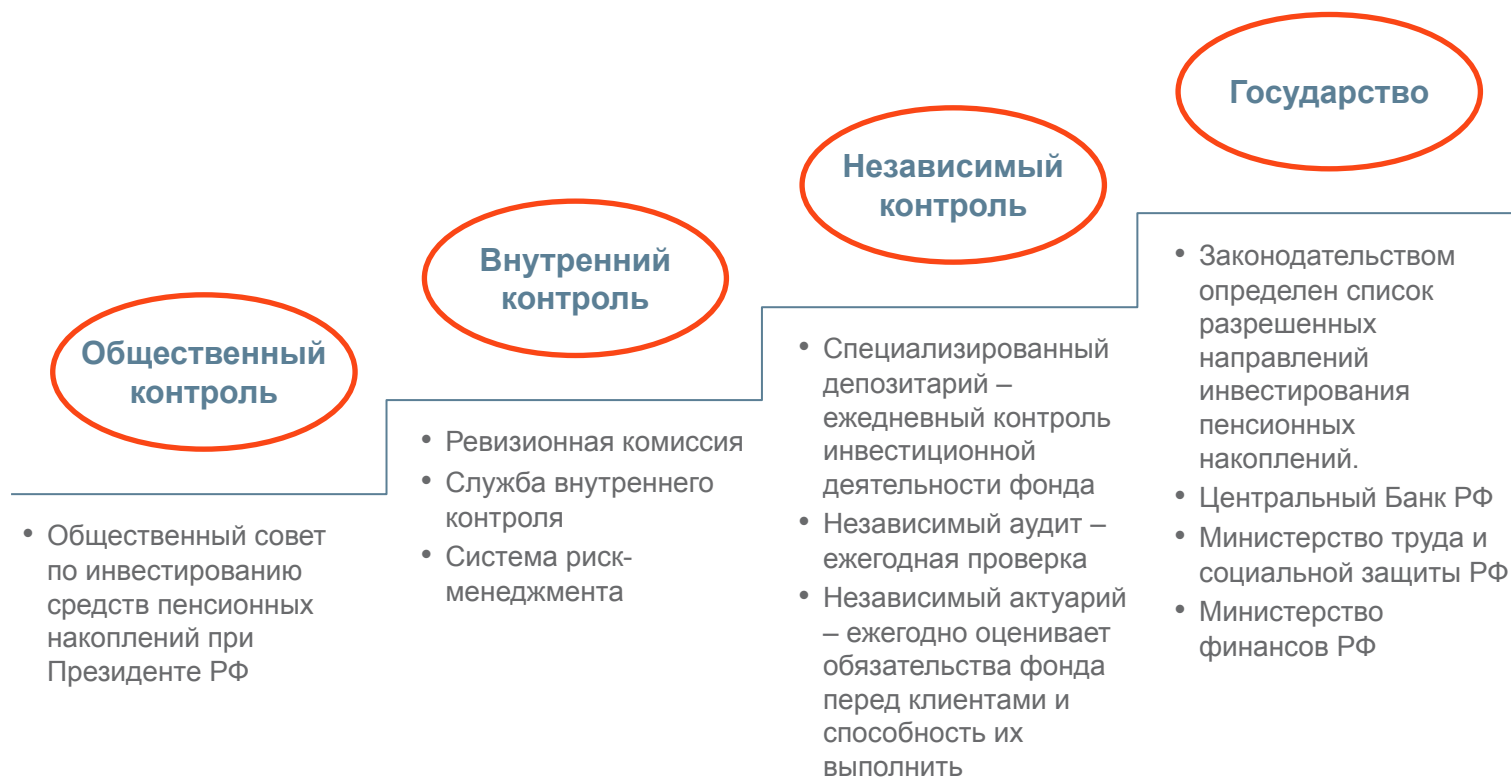 Общественный
контроль
• Общественный совет
по инвестированию
средств пенсионных
накоплений при
Президенте РФ
Внутренний
контроль
• Ревизионная комиссия
• Служба внутреннего
контроля
• Система риск-
менеджмента
Независимый
контроль
• Специализированный
депозитарий –
ежедневный контроль
инвестиционной
деятельности фонда
• Независимый аудит –
ежегодная проверка
• Независимый актуарий
– ежегодно оценивает
обязательства фонда
перед клиентами и
способность их
выполнить
Государство
• Законодательством
определен список
разрешенных
направлений
инвестирования
пенсионных
накоплений.
• Центральный Банк РФ
• Министерство труда и
социальной защиты РФ
• Министерство
финансов РФ